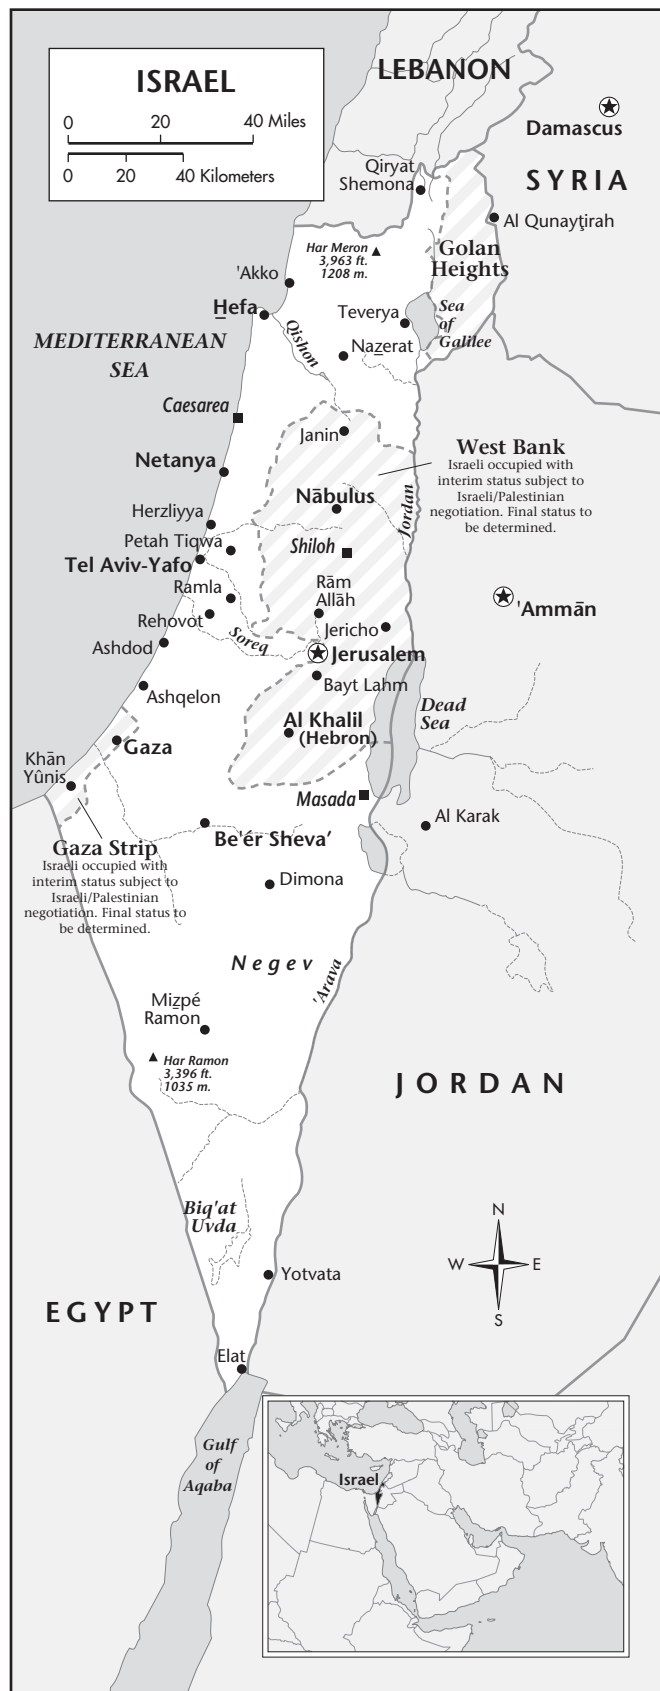 ISRAEL
0 20 40 Miles
0 20 40 Kilometers
LEBANON
Damascus
SYRIA
Qiryat
Shemona
Al Qunayţirah
Golan
Heights
Har Meron
3,963 ft.
1208 m.
'Akko
H̲efa
Teverya
Sea
of
Galilee
MEDITERRANEAN
SEA
Qishon
Naz̲erat
Caesarea
Janin
West Bank
Israeli occupied with
interim status subject to
Israeli/Palestinian
negotiation. Final status to
be determined.
Netanya
Nābulus
Jordan
Herzliyya
Petah Tiqwa
Shiloh
Tel Aviv-Yafo
Ramla
Rām
Allāh
'Ammān
Rehovot
Jericho
Soreq
Ashdod
Jerusalem
Bayt Lahm
Ashqelon
Dead
Sea
Al Khalil
(Hebron)
Gaza
Khān
Yûnis
Masada
Al Karak
Be'ér Sheva’
Gaza Strip
Israeli occupied with
interim status subject to
Israeli/Palestinian
negotiation. Final status to
be determined.
Dimona
Negev
'Arava
Miz̲pé
Ramon
Har Ramon
3,396 ft.
1035 m.
JORDAN
Biq'at
Uvda
N
W E
S
Yotvata
EGYPT
Elat
Gulf
of
Aqaba
Israel